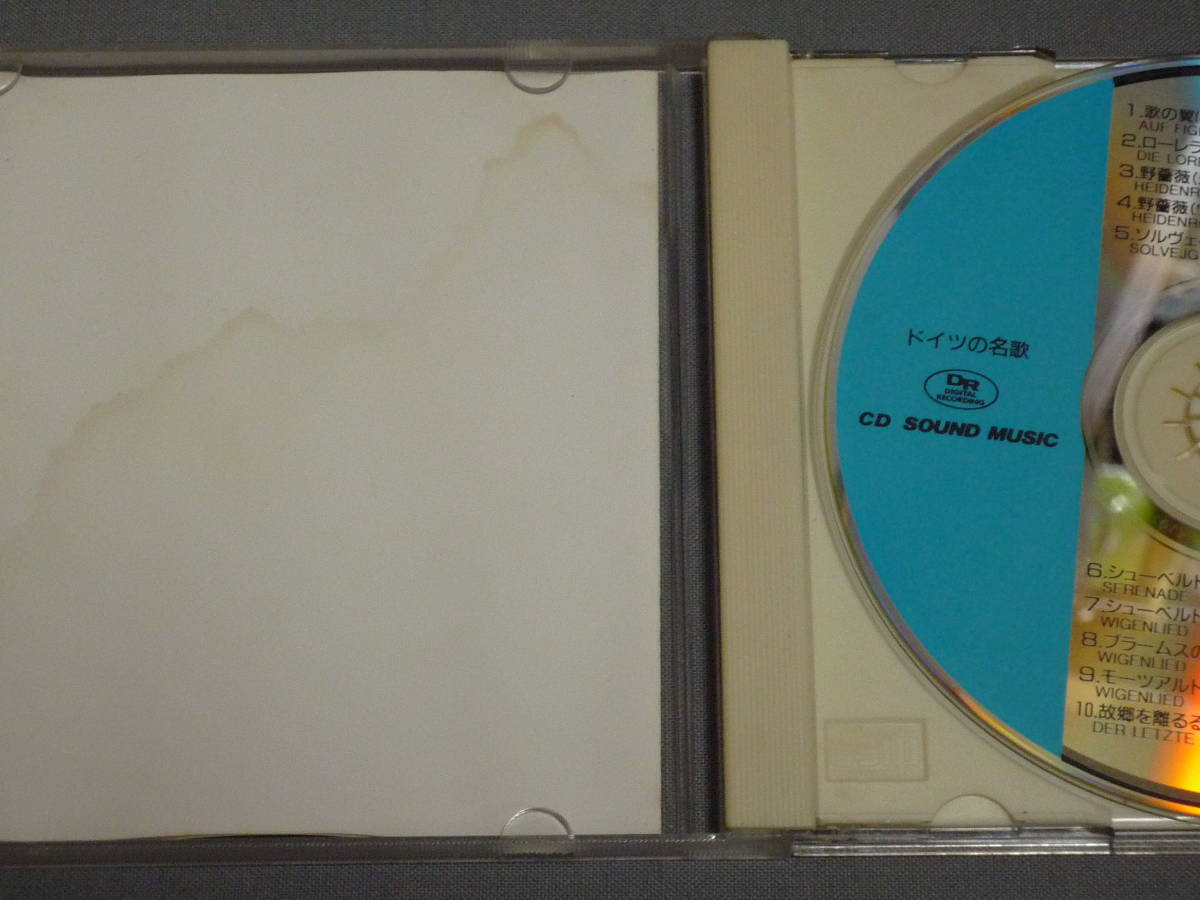 1.歌の翼
AUF FIG
2.ローレラ
DIE LORE
3.野薔薇(
HEIDENR
4.野薔薇(
HEIDENR
5.ソルヴェ
SOLVEJG
ドイツの名歌
DR
DIGITAL
RECORDING
CD SOUND MUSIC
6.シューベルト
SERENADE
7.シューベルト
WIGENLIED
8.ブラームスの
WIGENLIED
9.モーツアルト
WIGENLIED
10.故郷を離るる
DER LETZTE